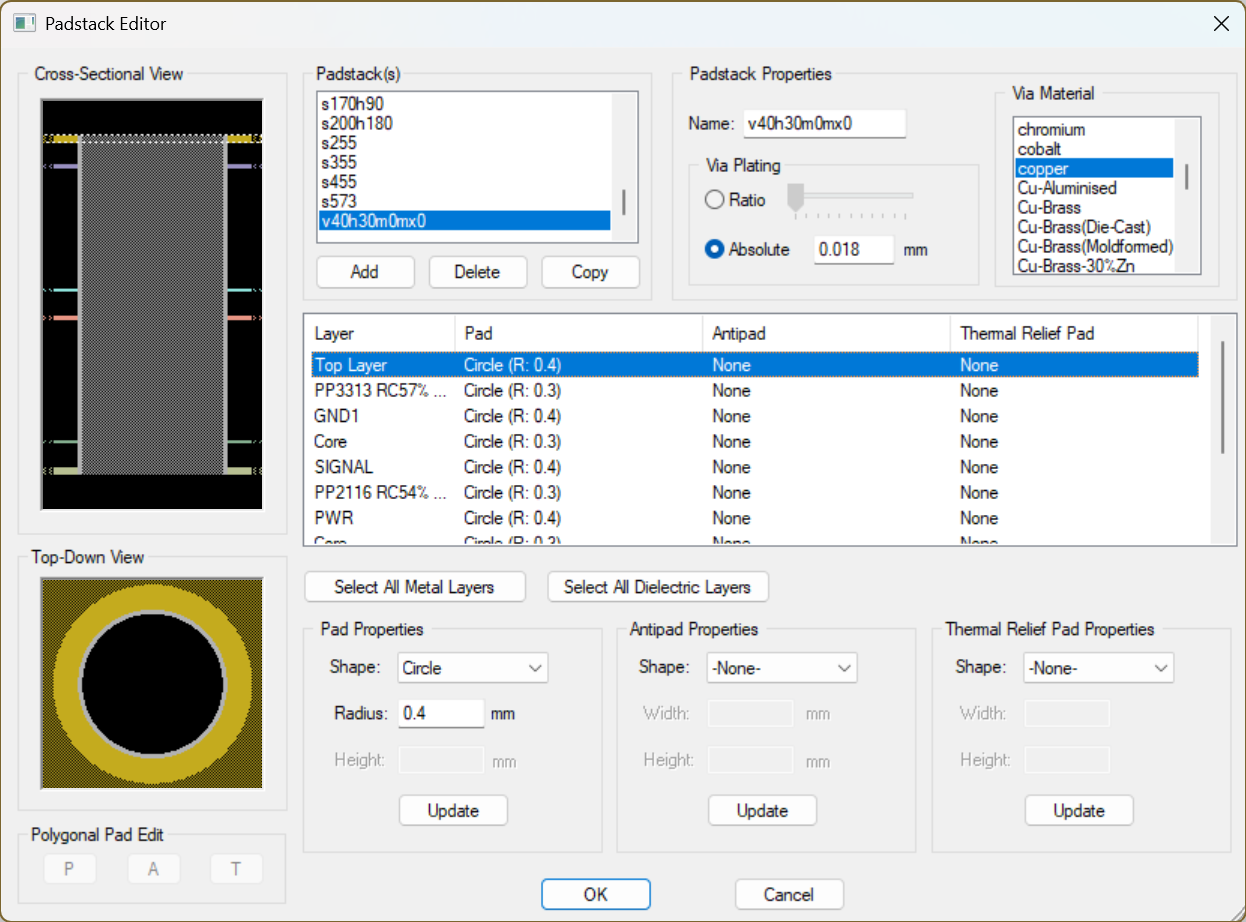 Padstack Editor
Cross-Sectional View
Padstack(s)
s170h90
s200h180
s255
s355
s455
s573
v40h30m0mx0
Add Delete Copy
Padstack Properties
Name: v40h30m0mx0
Via Plating
Ratio
Absolute 0.018 mm
Via Material
chromium
cobalt
copper
Cu-Aluminised
Cu-Brass
Cu-Brass(Die-Cast)
Cu-Brass(Moldformed)
Cu-Brass-30%Zn
Layer Pad Antipad Thermal Relief Pad
Top Layer Circle (R: 0.4) None None
PP3313 RC57% ... Circle (R: 0.3) None None
GND1 Circle (R: 0.4) None None
Core Circle (R: 0.3) None None
SIGNAL Circle (R: 0.4) None None
PP2116 RC54% ... Circle (R: 0.3) None None
PWR Circle (R: 0.4) None None
Core Circle (R: 0.3) None None
Top-Down View
Select All Metal Layers Select All Dielectric Layers
Pad Properties
Shape: Circle
Radius: 0.4 mm
Height: mm
Update
Antipad Properties
Shape: -None-
Width: mm
Height: mm
Update
Thermal Relief Pad Properties
Shape: -None-
Width:
Height:
Update
Polygonal Pad Edit
P A T
OK Cancel